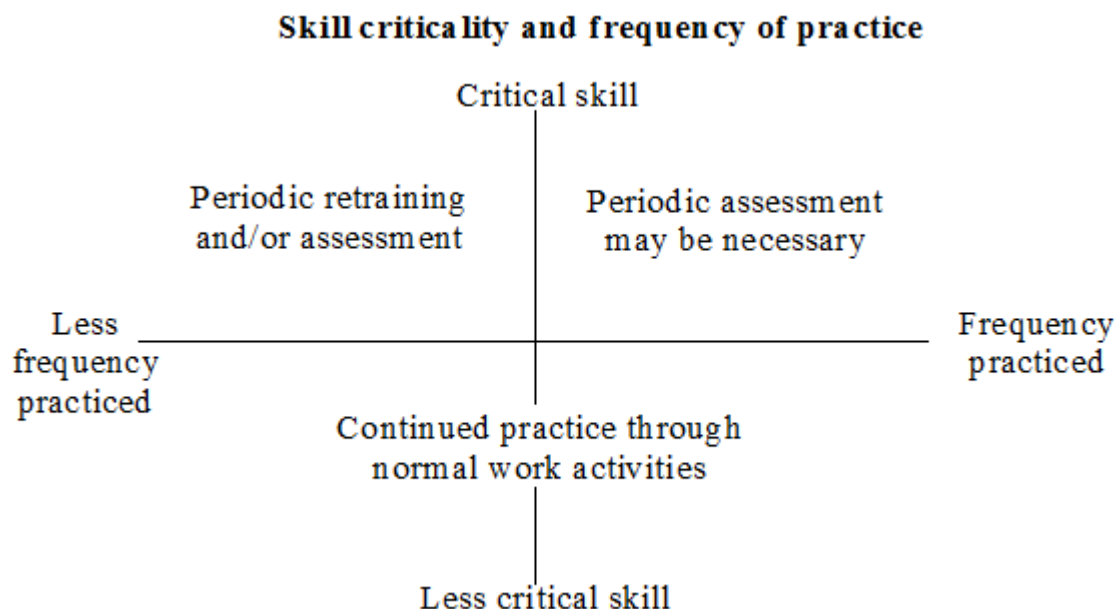 Skill criticality and frequency of practice
Critical skill
Periodic retraining
and/or assessment
Periodic assessment
may be necessary
Less
frequency
practiced
Frequency
practiced
Continued practice through
normal work activities
Less critical skill